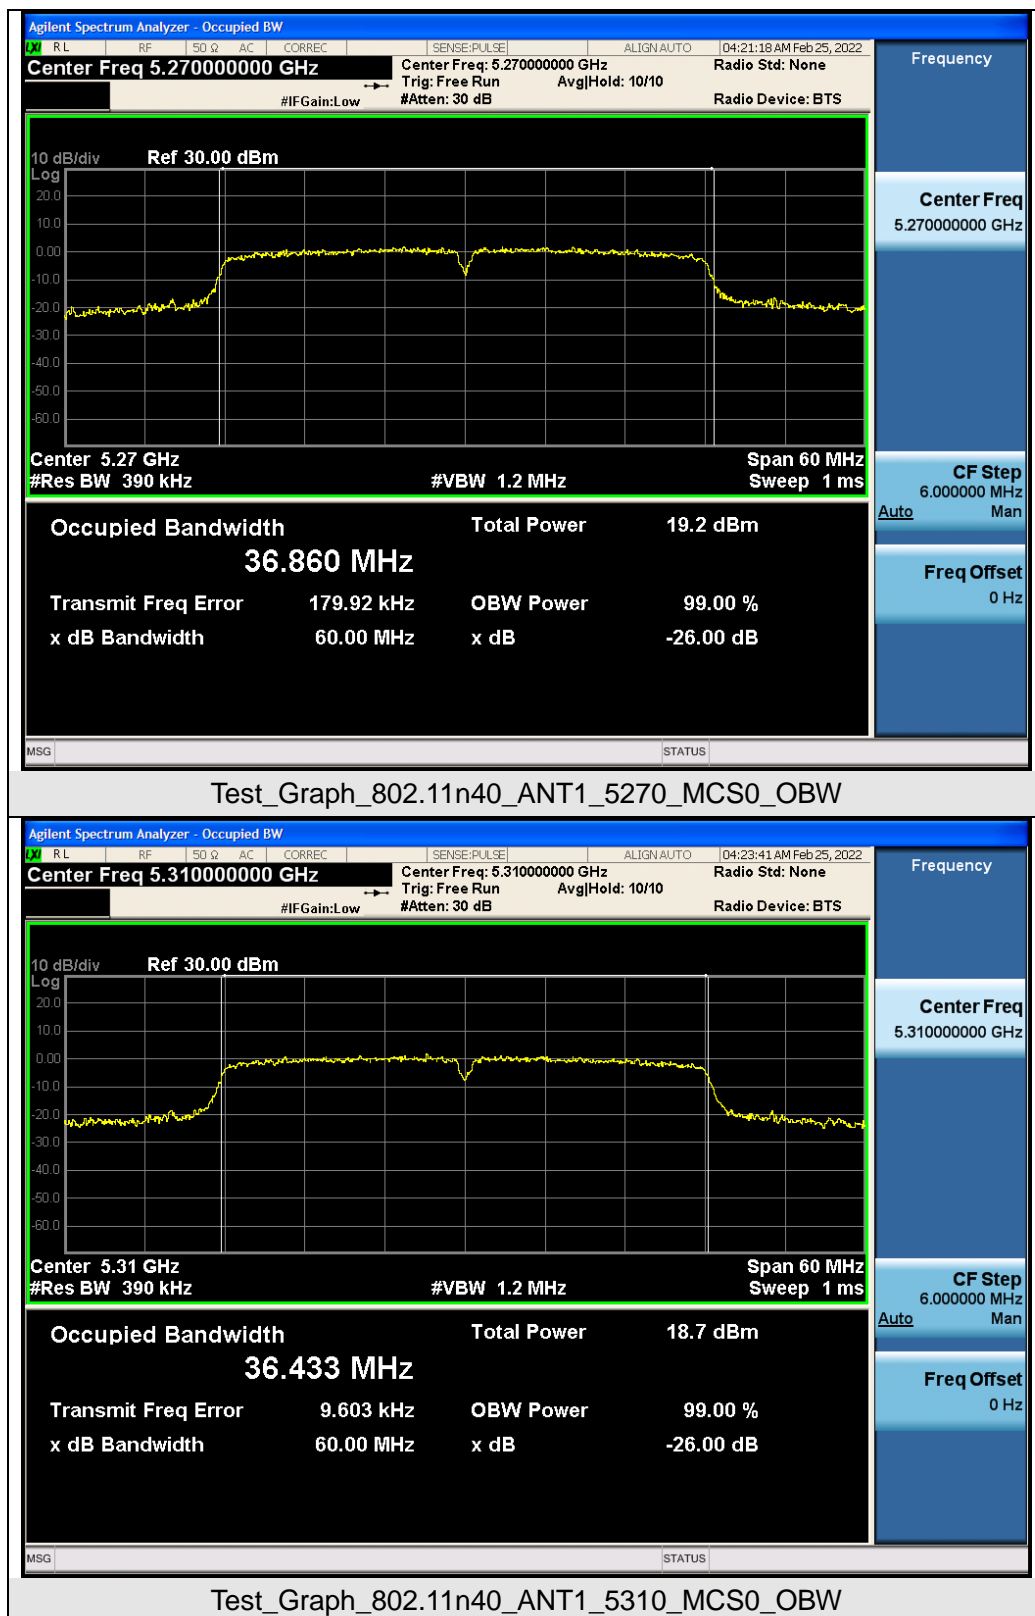 Agilent Spectrum Analyzer - Occupied BW
LXI RL RF 50 Ω AC CORREC SENSE:PULSE ALIGN AUTO 04:21:18 AM Feb 25, 2022
Center Freq 5.270000000 GHz Center Freq: 5.270000000 GHz Radio Std: None
Trig: Free Run Avg|Hold: 10/10
#IFGain:Low #Atten: 30 dB Radio Device: BTS
Frequency
10 dB/div Ref 30.00 dBm
Log
20.0
10.0
0.00
-10.0
-20.0
-30.0
-40.0
-50.0
-60.0
Center 5.27 GHz Span 60 MHz
#Res BW 390 kHz #VBW 1.2 MHz Sweep 1 ms
Center Freq
5.270000000 GHz
CF Step
6.000000 MHz
Auto Man
Freq Offset
0 Hz
Occupied Bandwidth Total Power 19.2 dBm
36.860 MHz
Transmit Freq Error 179.92 kHz OBW Power 99.00 %
x dB Bandwidth 60.00 MHz x dB -26.00 dB
MSG STATUS
Test_Graph_802.11n40_ANT1_5270_MCS0_OBW
Agilent Spectrum Analyzer - Occupied BW
LXI RL RF 50 Ω AC CORREC SENSE:PULSE ALIGN AUTO 04:23:41 AM Feb 25, 2022
Center Freq 5.310000000 GHz Center Freq: 5.310000000 GHz Radio Std: None
Trig: Free Run Avg|Hold: 10/10
#IFGain:Low #Atten: 30 dB Radio Device: BTS
Frequency
10 dB/div Ref 30.00 dBm
Log
20.0
10.0
0.00
-10.0
-20.0
-30.0
-40.0
-50.0
-60.0
Center 5.31 GHz Span 60 MHz
#Res BW 390 kHz #VBW 1.2 MHz Sweep 1 ms
Center Freq
5.310000000 GHz
CF Step
6.000000 MHz
Auto Man
Freq Offset
0 Hz
Occupied Bandwidth Total Power 18.7 dBm
36.433 MHz
Transmit Freq Error 9.603 kHz OBW Power 99.00 %
x dB Bandwidth 60.00 MHz x dB -26.00 dB
MSG STATUS
Test_Graph_802.11n40_ANT1_5310_MCS0_OBW